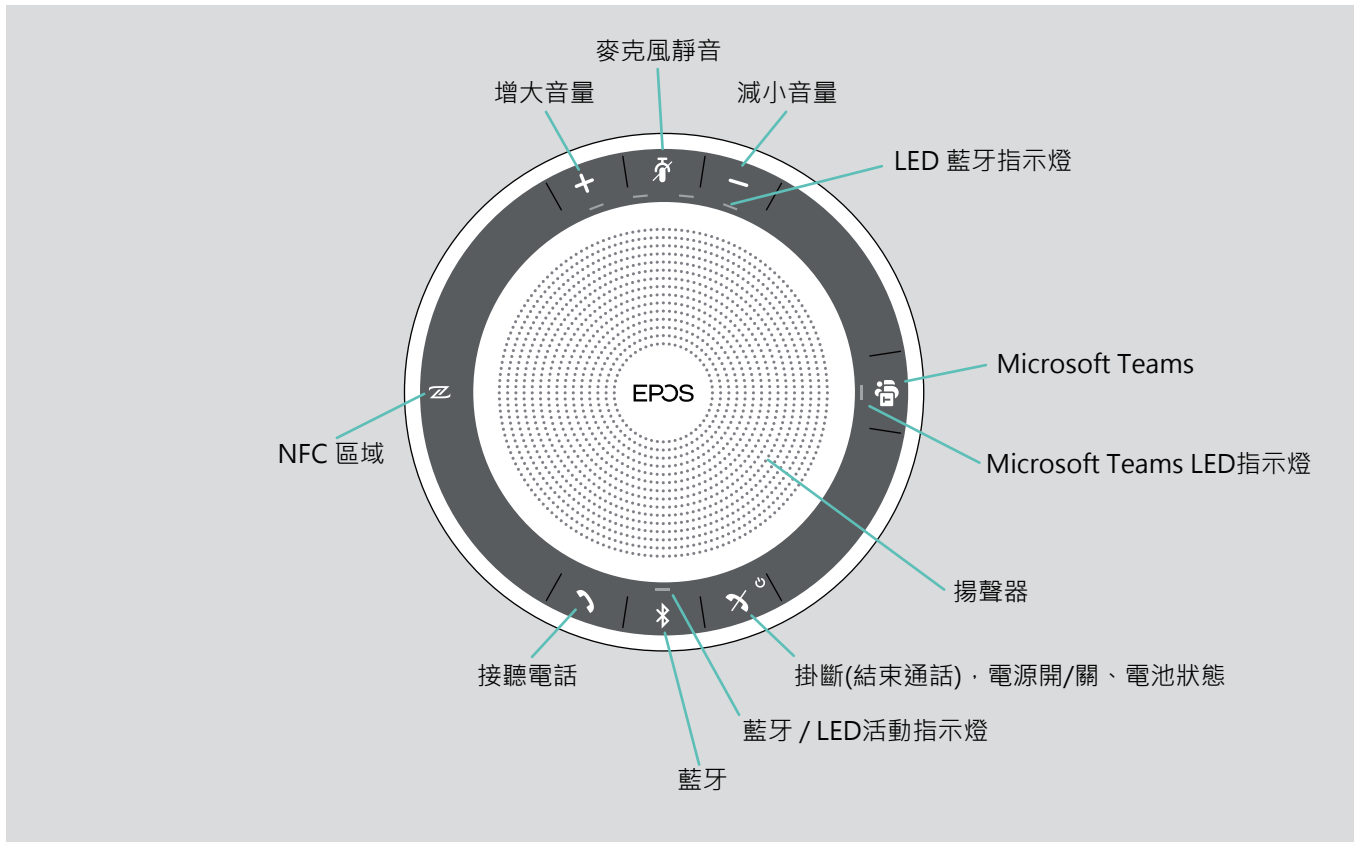 麥克風靜音
增大音量
減小音量
LED 藍牙指示燈
Microsoft Teams
EPOS
NFC 區域
Microsoft Teams LED指示燈
揚聲器
接聽電話
掛斷(結束通話)，電源開/關、電池狀態
藍牙 / LED活動指示燈
藍牙